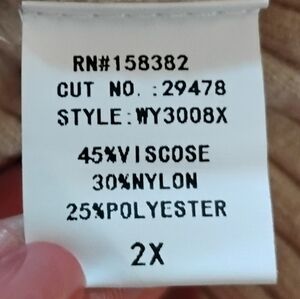 RN#158382
CUT NO.:29478
STYLE:WY3008X
45%VISCOSE
30%NYLON
25%POLYESTER
2X